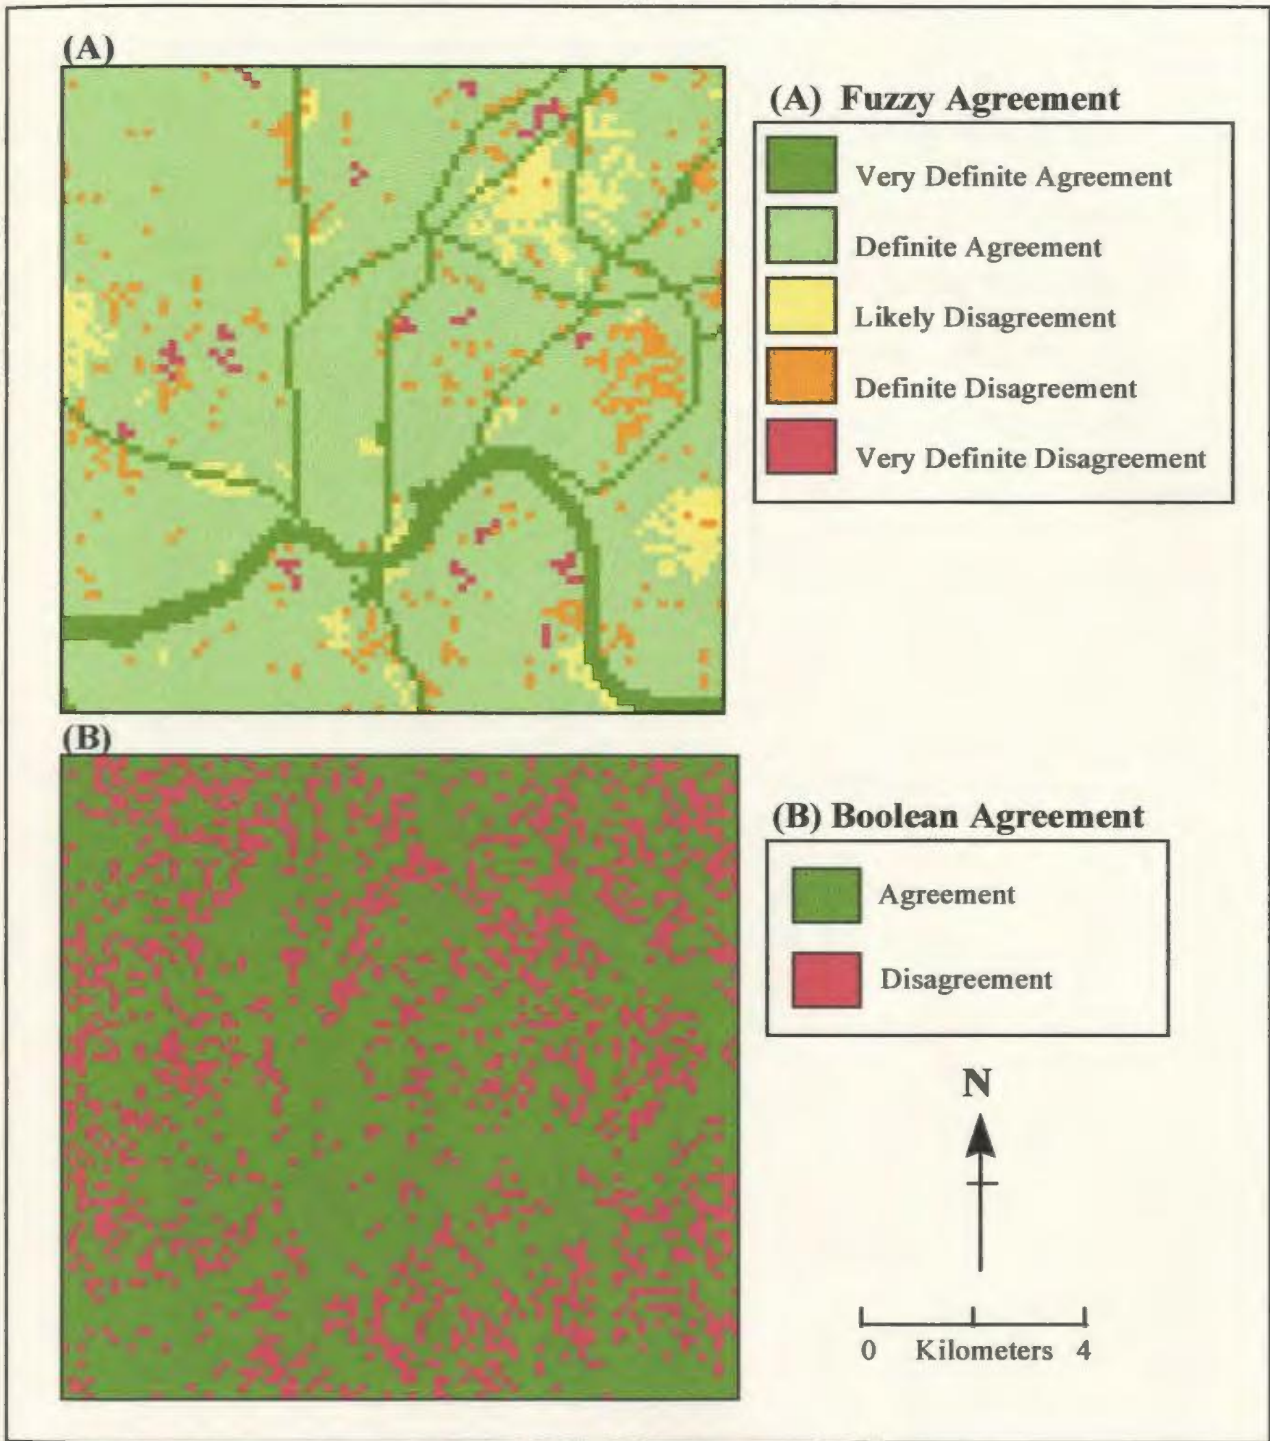 (A)
(A) Fuzzy Agreement
Very Definite Agreement
Definite Agreement
Likely Disagreement
Definite Disagreement
Very Definite Disagreement
(B)
(B) Boolean Agreement
Agreement
Disagreement
N
0 Kilometers 4